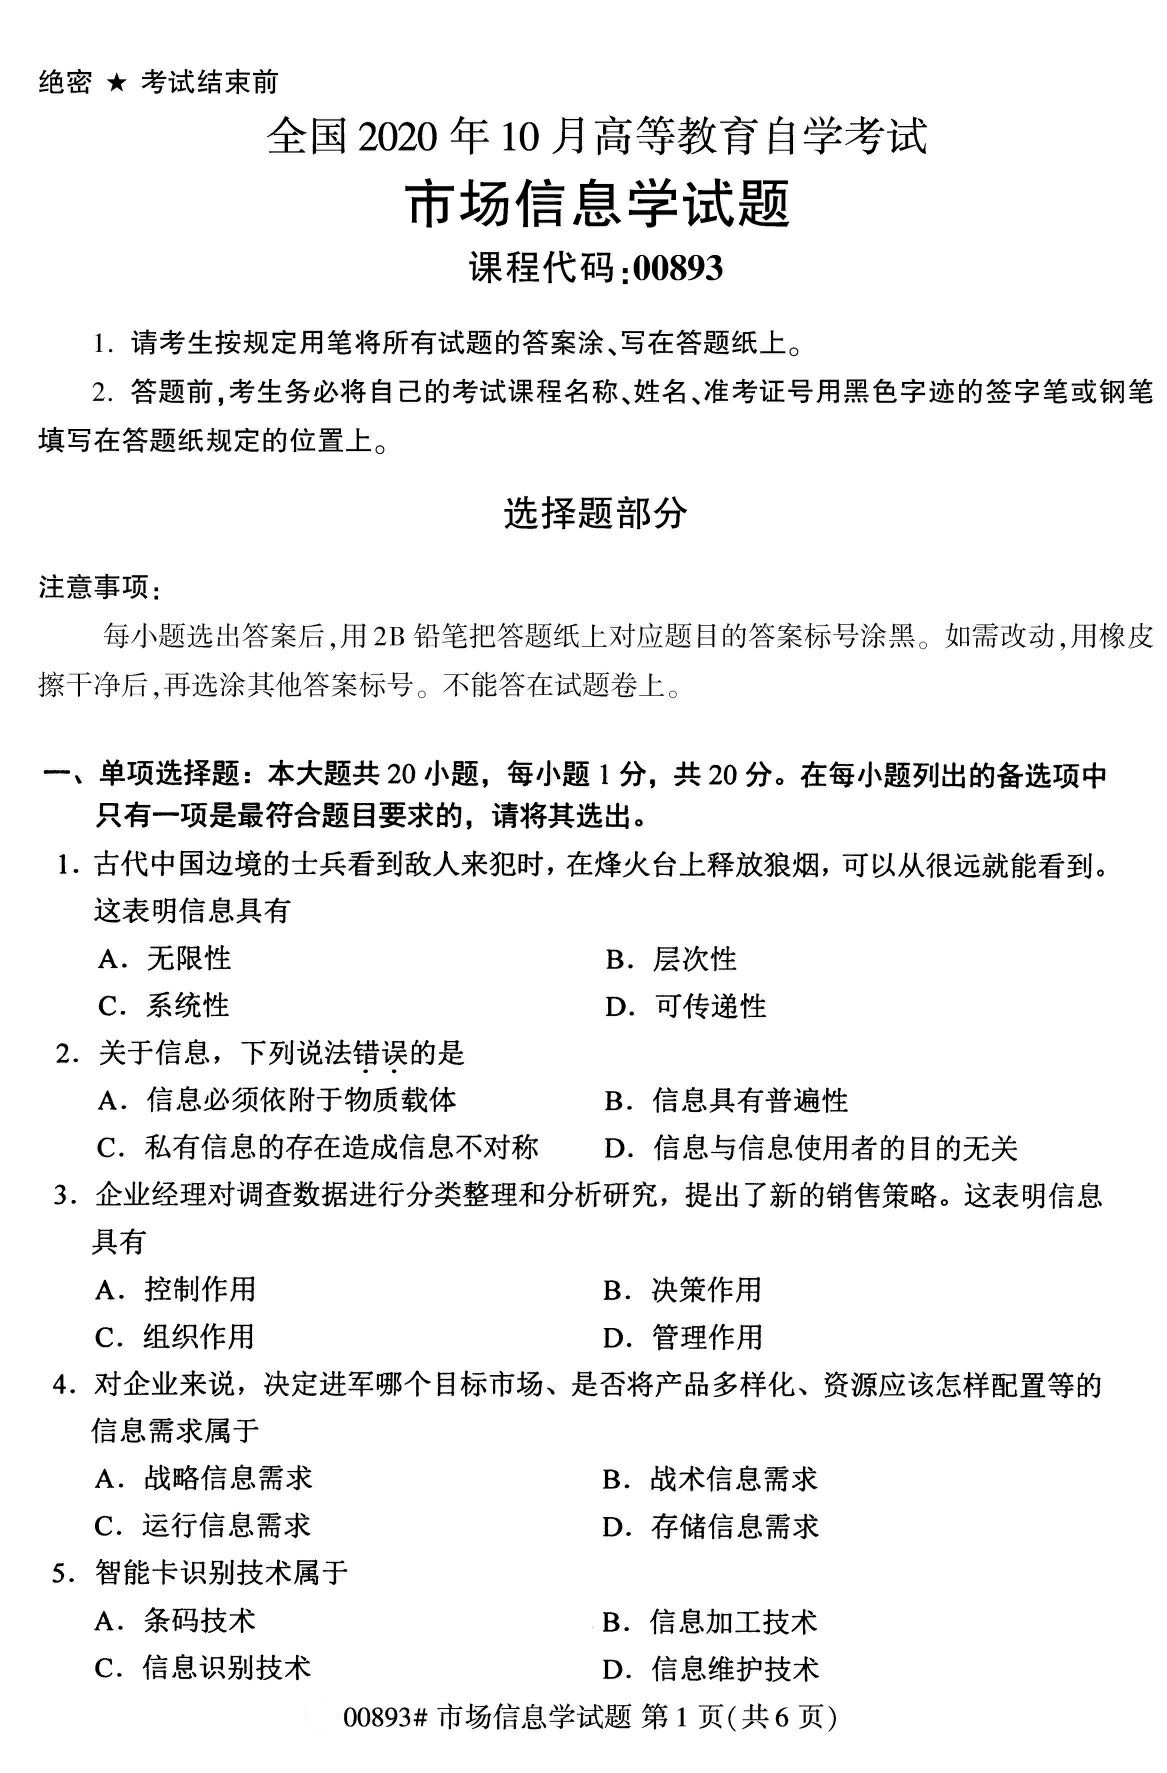 绝密 ★ 考试结束前
全国 2020 年 10 月高等教育自学考试
市场信息学试题
课程代码:00893
1. 请考生按规定用笔将所有试题的答案涂、写在答题纸上。
2. 答题前,考生务必将自己的考试课程名称、姓名、准考证号用黑色字迹的签字笔或钢笔
填写在答题纸规定的位置上。
选择题部分
注意事项:
每小题选出答案后,用 2B 铅笔把答题纸上对应题目的答案标号涂黑。如需改动,用橡皮
擦干净后,再选涂其他答案标号。不能答在试题卷上。
一、单项选择题：本大题共 20 小题，每小题 1 分，共 20 分。在每小题列出的备选项中
只有一项是最符合题目要求的，请将其选出。
1. 古代中国边境的士兵看到敌人来犯时，在烽火台上释放狼烟，可以从很远就能看到。
这表明信息具有
A. 无限性 B. 层次性
C. 系统性 D. 可传递性
2. 关于信息，下列说法错误的是
A. 信息必须依附于物质载体 B. 信息具有普遍性
C. 私有信息的存在造成信息不对称 D. 信息与信息使用者的目的无关
3. 企业经理对调查数据进行分类整理和分析研究，提出了新的销售策略。这表明信息
具有
A. 控制作用 B. 决策作用
C. 组织作用 D. 管理作用
4. 对企业来说，决定进军哪个目标市场、是否将产品多样化、资源应该怎样配置等的
信息需求属于
A. 战略信息需求 B. 战术信息需求
C. 运行信息需求 D. 存储信息需求
5. 智能卡识别技术属于
A. 条码技术 B. 信息加工技术
C. 信息识别技术 D. 信息维护技术
00893# 市场信息学试题 第 1 页(共 6 页)